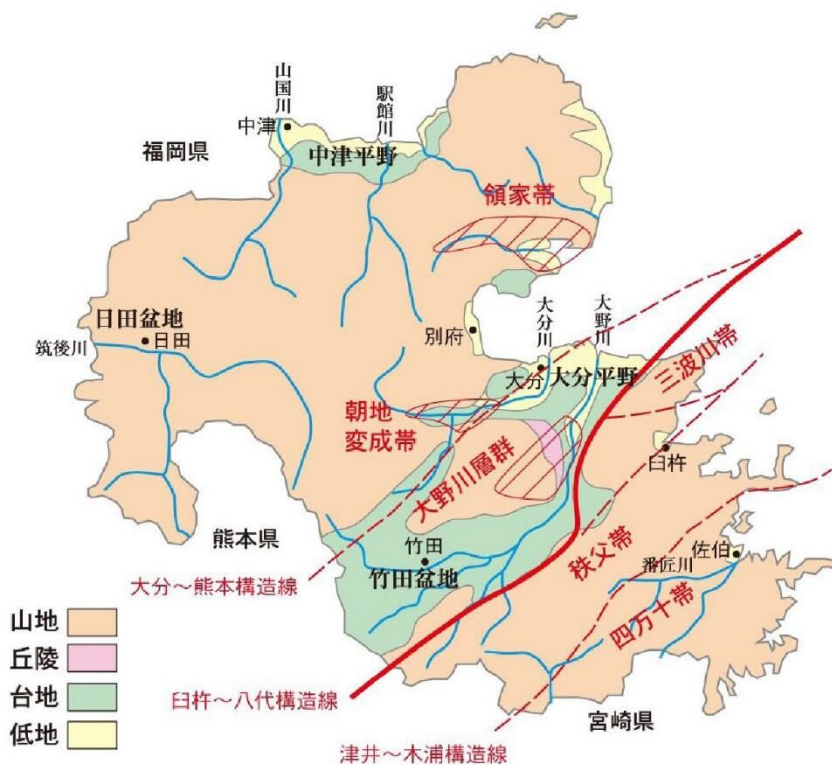 山国川
駅館川
中津
福岡県
中津平野
領家帯
日田盆地
日田
筑後川
別府
大分川
大野川
大分
大分平野
三波川帯
朝地
変成帯
大野川層群
臼杵
熊本県
竹田
竹田盆地
秩父帯
佐伯
番匠川
四万十帯
大分〜熊本構造線
臼杵〜八代構造線
宮崎県
津井〜木浦構造線
山地
丘陵
台地
低地